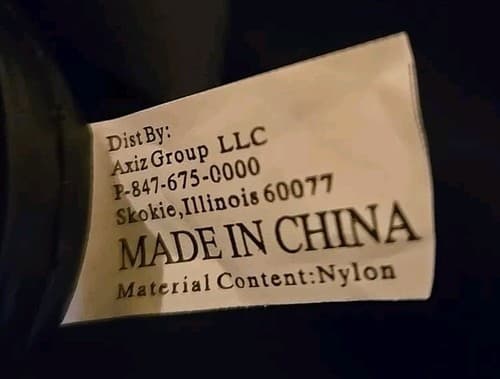 Dist By:
Axiz Group LLC
P-847-675-0000
Skokie,Illinois 60077
MADE IN CHINA
Material Content:Nylon